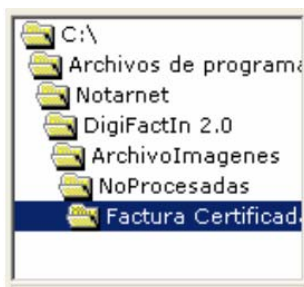 C:\
Archivos de programa
Notarnet
DigiFactIn 2.0
ArchivoImagenes
NoProcesadas
Factura Certificad